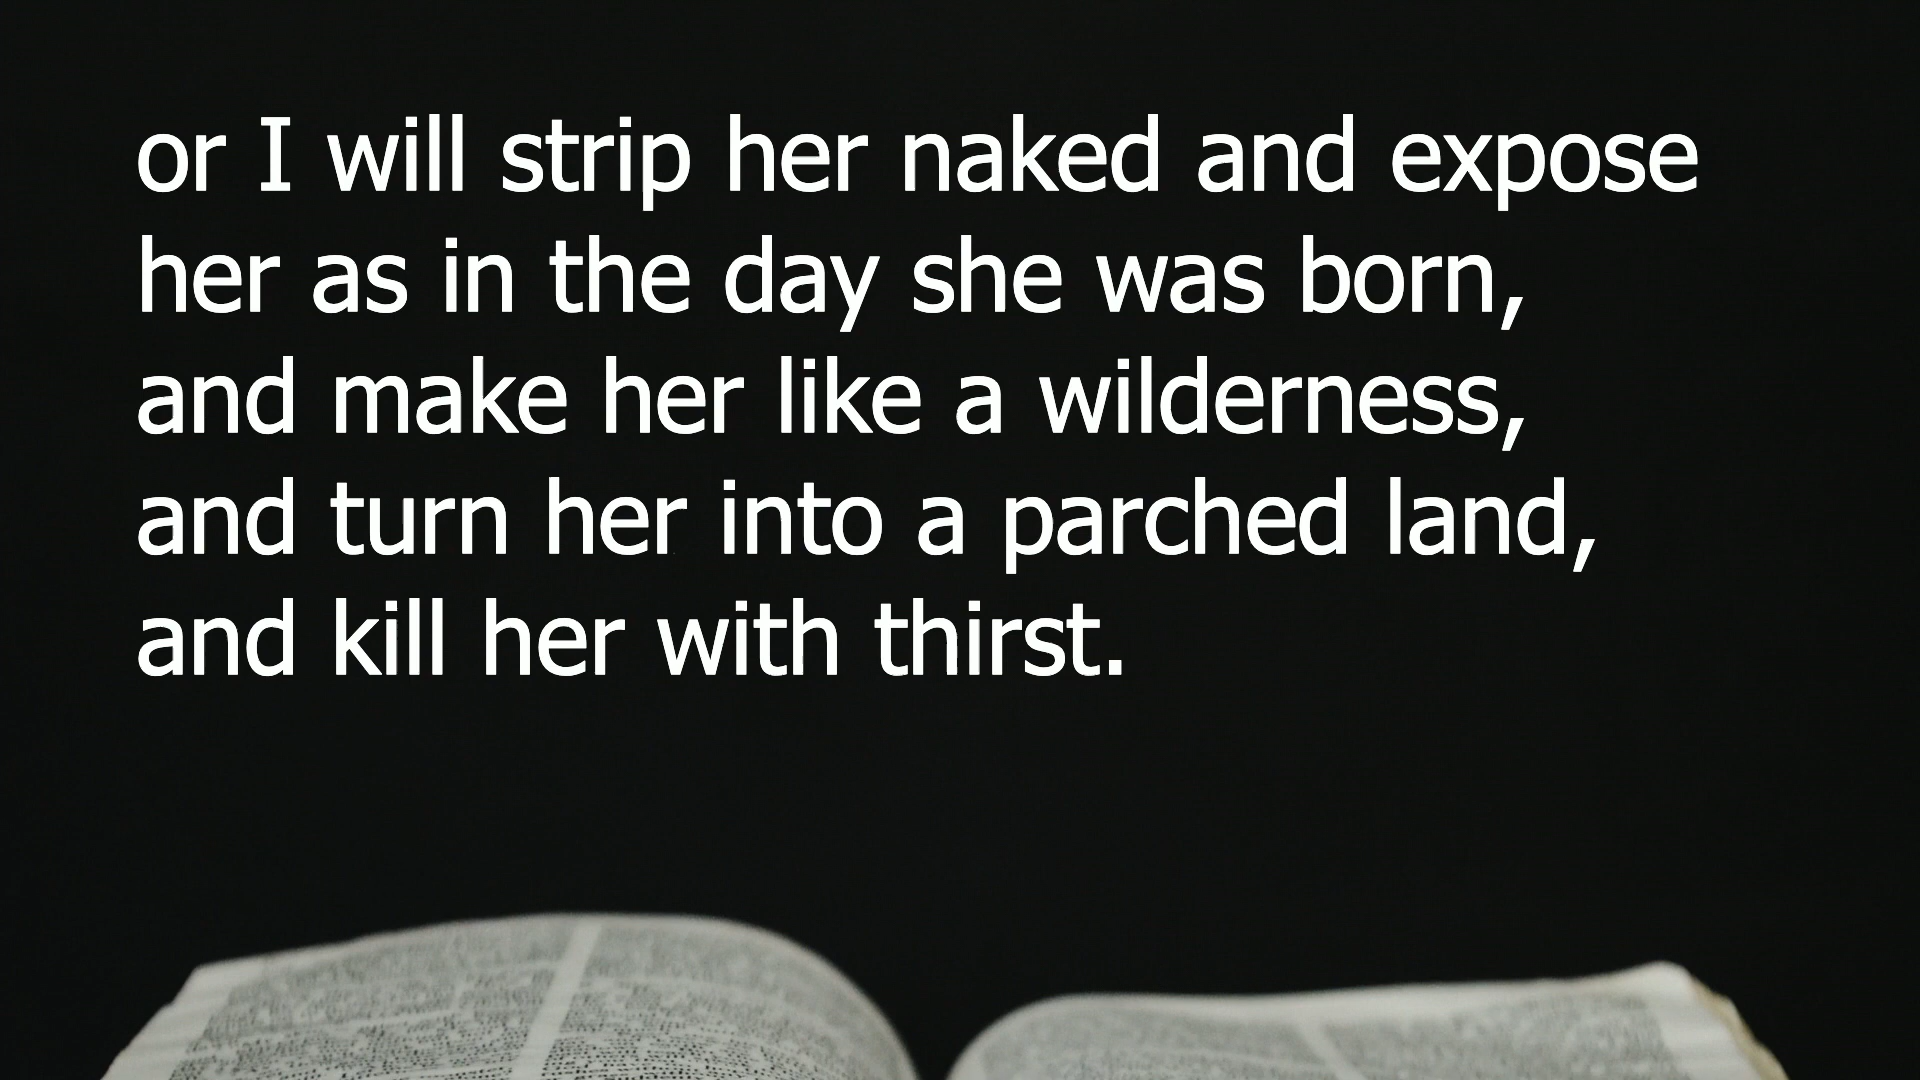 or I will strip her naked and expose
her as in the day she was born,
and make her like a wilderness,
and turn her into a parched land,
and kill her with thirst.